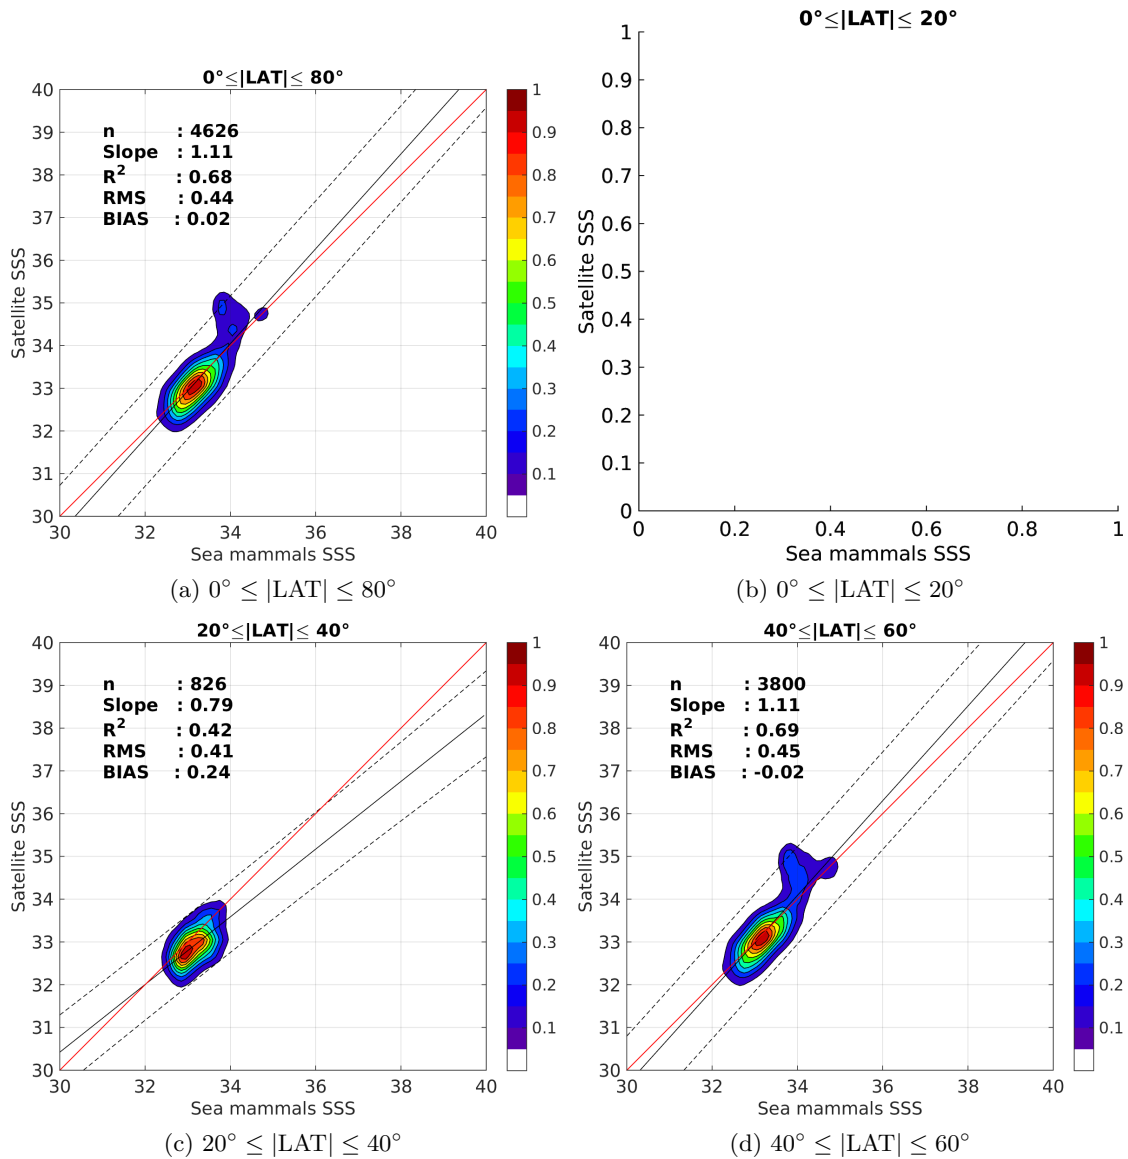 0°≤|LAT|≤ 80°
n : 4626
Slope : 1.11
R² : 0.68
RMS : 0.44
BIAS : 0.02
40
39
38
37
36
35
34
33
32
31
30
30 32 34 36 38 40
Satellite SSS
Sea mammals SSS
1
0.9
0.8
0.7
0.6
0.5
0.4
0.3
0.2
0.1
(a) 0° ≤ |LAT| ≤ 80°
0°≤|LAT|≤ 20°
1
0.9
0.8
0.7
0.6
0.5
0.4
0.3
0.2
0.1
0
0 0.2 0.4 0.6 0.8 1
Satellite SSS
Sea mammals SSS
(b) 0° ≤ |LAT| ≤ 20°
20°≤|LAT|≤ 40°
n : 826
Slope : 0.79
R² : 0.42
RMS : 0.41
BIAS : 0.24
40
39
38
37
36
35
34
33
32
31
30
30 32 34 36 38 40
Satellite SSS
Sea mammals SSS
1
0.9
0.8
0.7
0.6
0.5
0.4
0.3
0.2
0.1
(c) 20° ≤ |LAT| ≤ 40°
40°≤|LAT|≤ 60°
n : 3800
Slope : 1.11
R² : 0.69
RMS : 0.45
BIAS : -0.02
40
39
38
37
36
35
34
33
32
31
30
30 32 34 36 38 40
Satellite SSS
Sea mammals SSS
1
0.9
0.8
0.7
0.6
0.5
0.4
0.3
0.2
0.1
(d) 40° ≤ |LAT| ≤ 60°